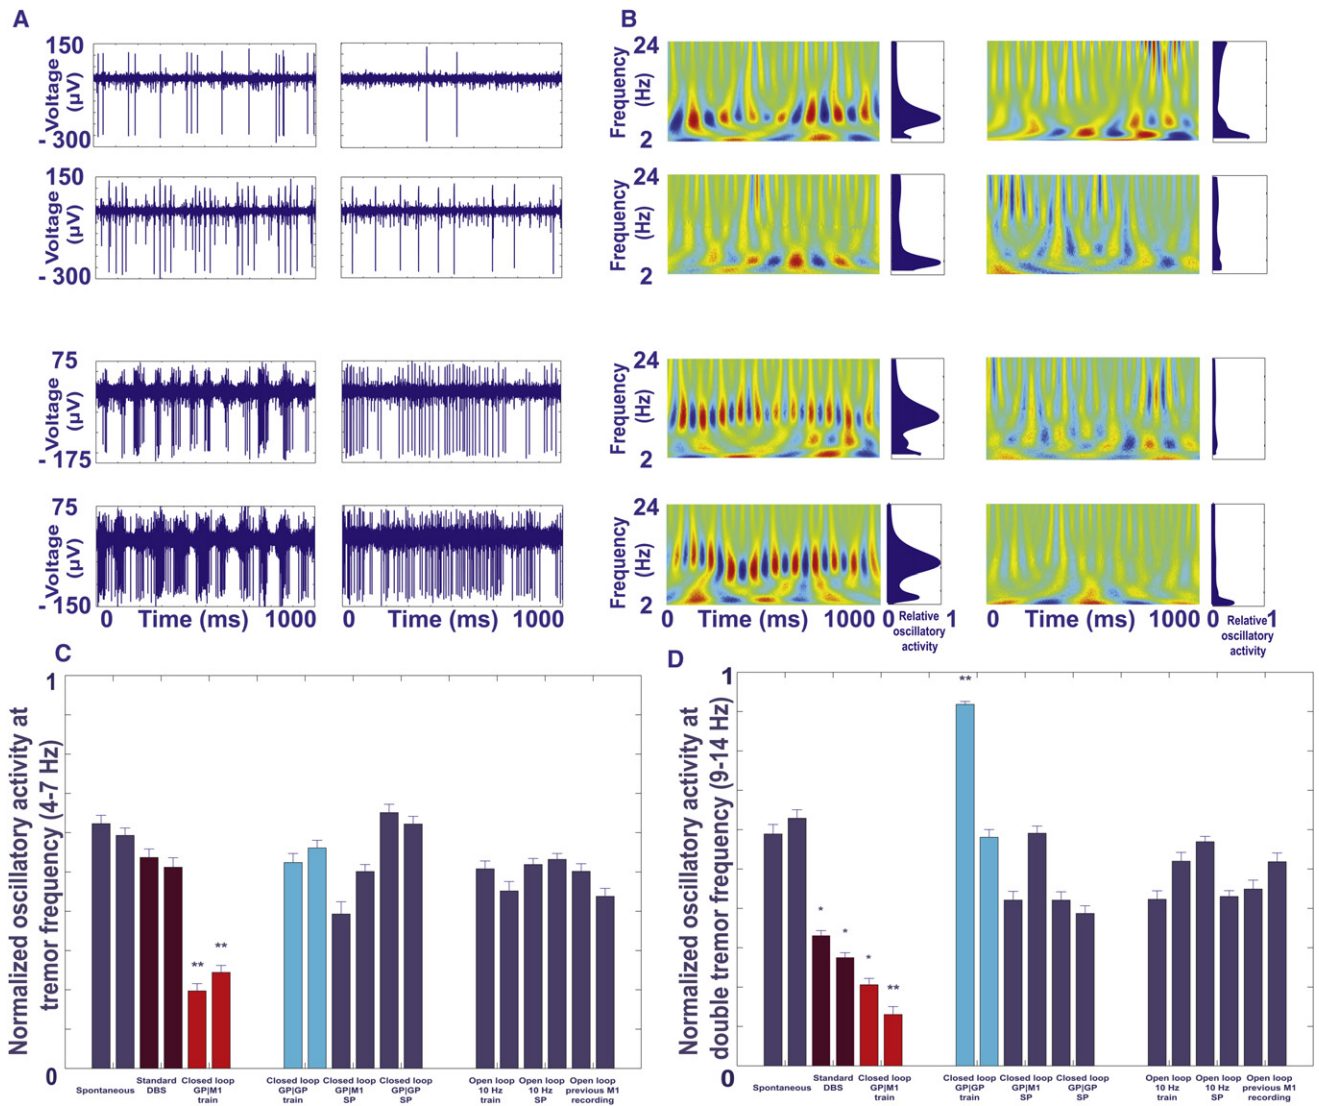 A
B
150
- Voltage
(µV)
300
24
Frequency
(Hz)
2
150
Voltage
(µV)
- 300
24
Frequency
(Hz)
2
75
Voltage
(µV)
- 175
24
Frequency
(Hz)
2
75
Voltage
(µV)
- 150
24
Frequency
(Hz)
2
0 Time (ms) 1000
0 Time (ms) 1000
0 Time (ms) 1000
0 1
Relative
oscillatory
activity
0 Time (ms) 1000
0 1
Relative
oscillatory
activity
C
Normalized oscillatory activity at
tremor frequency (4-7 Hz)
1
0
**
**
Spontaneous
Standard
DBS
Closed loop
GP|M1
train
Closed loop
GP|GP
train
Closed loop
GP|M1
SP
Closed loop
GP|GP
SP
Open loop
10 Hz
train
Open loop
10 Hz
SP
Open loop
previous M1
recording
D
Normalized oscillatory activity at
double tremor frequency (9-14 Hz)
1
0
*
*
*
**
**
Spontaneous
Standard
DBS
Closed loop
GP|M1
train
Closed loop
GP|GP
train
Closed loop
GP|M1
SP
Closed loop
GP|GP
SP
Open loop
10 Hz
train
Open loop
10 Hz
SP
Open loop
previous M1
recording